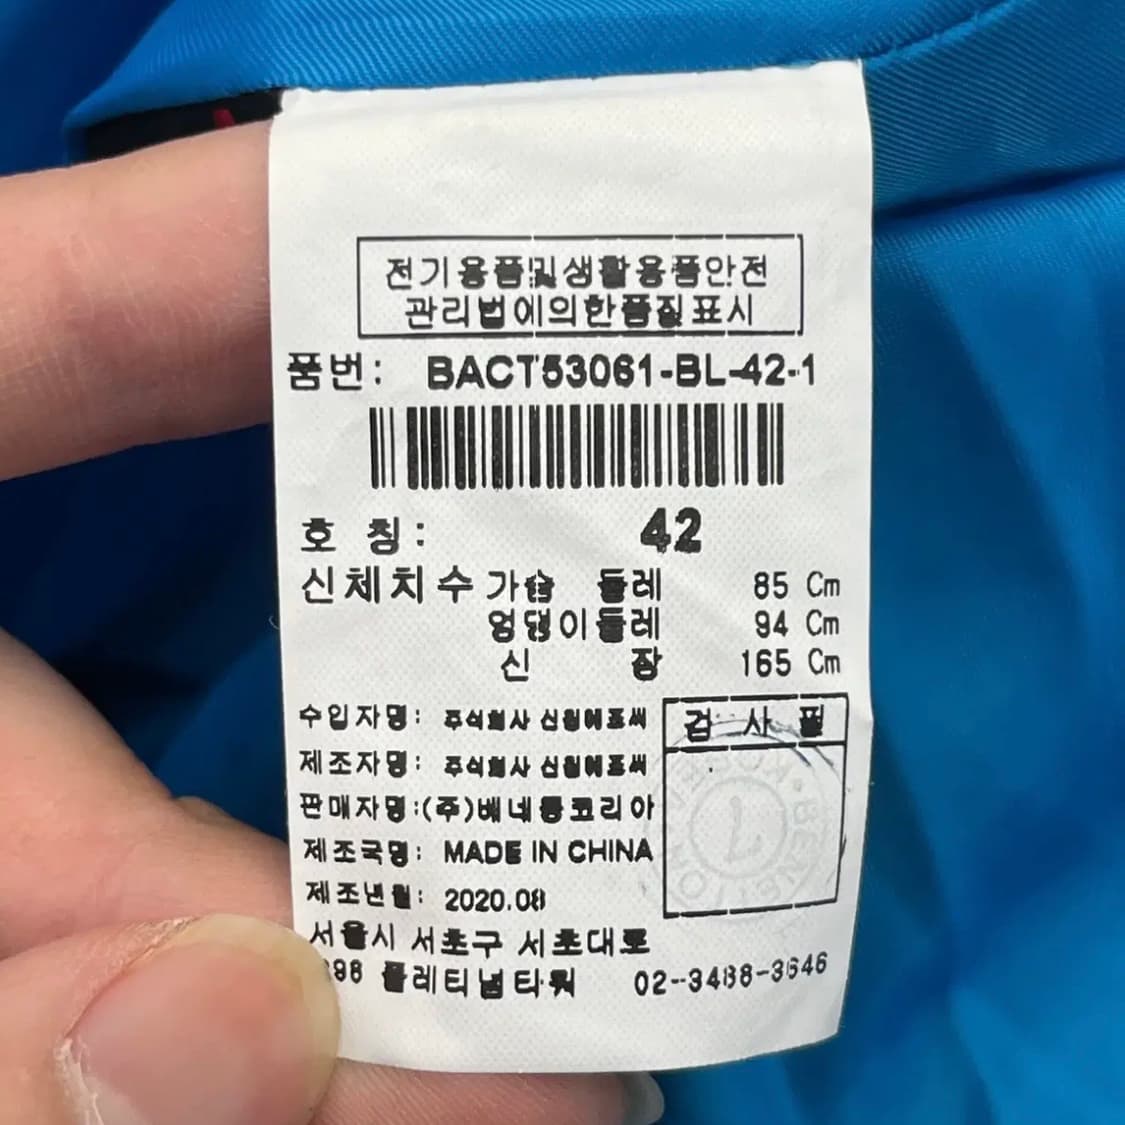 전기용품및생활용품안전
관리법에의한품질표시
품번: BACT53061-BL-42-1
호 칭: 42
신체치수 가슴 둘레 85 Cm
엉덩이둘레 94 Cm
신 장 165 Cm
수입자명: 주식회사 신원에프씨
제조자명: 주식회사 신원에프씨
검 사 필
판매자명:(주)베네통코리아
제조국명: MADE IN CHINA
제조년월: 2020.08
서울시 서초구 서초대로
398 플레티넘타워 02-3488-3646